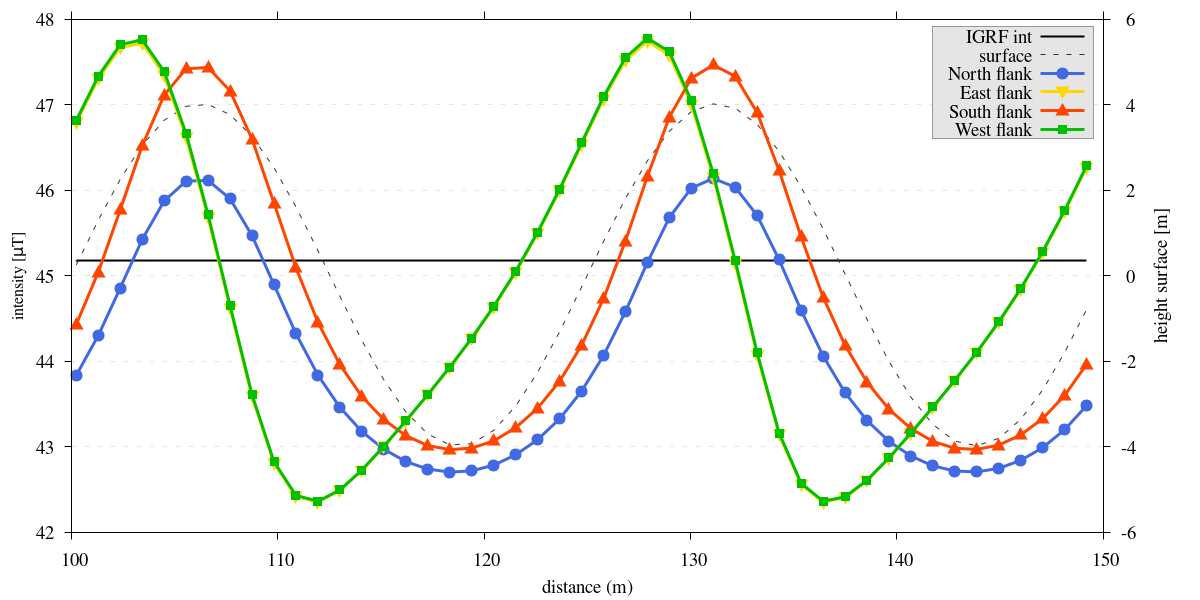 48
47
46
45
44
43
42
6
4
2
0
-2
-4
-6
100
110
120
130
140
150
intensity [µT]
height surface [m]
distance (m)
IGRF int
surface
North flank
East flank
South flank
West flank